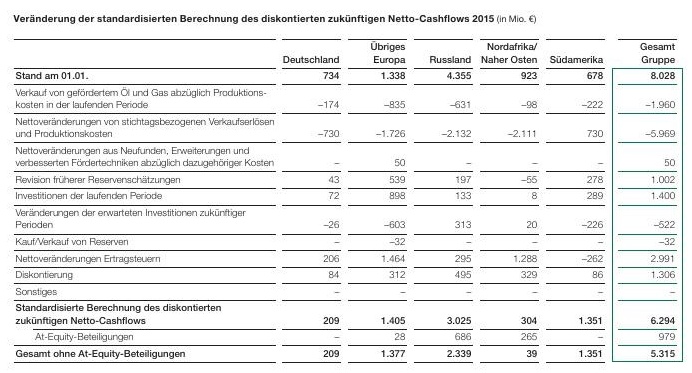 Veränderung der standardisierten Berechnung des diskontierten zukünftigen Netto-Cashflows 2015 (in Mio. €)
Deutschland Übriges Europa Russland Nordafrika/ Naher Osten Südamerika Gesamt Gruppe
Stand am 01.01. 734 1.338 4.355 923 678 8.028
Verkauf von gefördertem Öl und Gas abzüglich Produktions-
kosten in der laufenden Periode –174 –835 –631 –98 –222 –1.960
Nettoveränderungen von stichtagsbezogenen Verkaufserlösen
und Produktionskosten –730 –1.726 –2.132 –2.111 730 –5.969
Nettoveränderungen aus Neufunden, Erweiterungen und
verbesserten Fördertechniken abzüglich dazugehöriger Kosten – 50 – – – 50
Revision früherer Reservenschätzungen 43 539 197 –55 278 1.002
Investitionen der laufenden Periode 72 898 133 8 289 1.400
Veränderungen der erwarteten Investitionen zukünftiger
Perioden –26 –603 313 20 –226 –522
Kauf/Verkauf von Reserven – –32 – – – –32
Nettoveränderungen Ertragsteuern 206 1.464 295 1.288 –262 2.991
Diskontierung 84 312 495 329 86 1.306
Sonstiges – – – – – –
Standardisierte Berechnung des diskontierten
zukünftigen Netto-Cashflows 209 1.405 3.025 304 1.351 6.294
At-Equity-Beteiligungen – 28 686 265 – 979
Gesamt ohne At-Equity-Beteiligungen 209 1.377 2.339 39 1.351 5.315